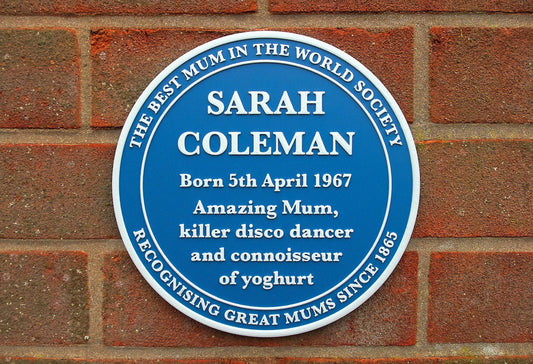 THE BEST MUM IN THE WORLD SOCIETY
SARAH
COLEMAN
Born 5th April 1967
Amazing Mum,
killer disco dancer
and connoisseur
of yoghurt
RECOGNISING GREAT MUMS SINCE 1865